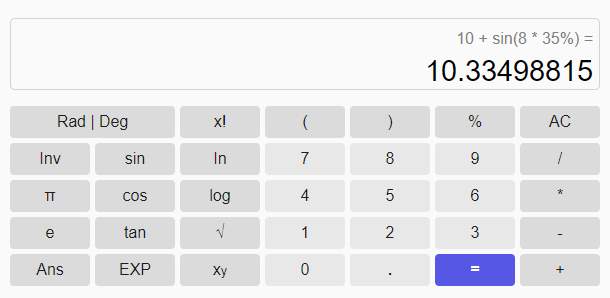 10 + sin(8 * 35%) =
10.33498815
Rad | Deg x! ( ) % AC
Inv sin ln 7 8 9 /
π cos log 4 5 6 *
e tan √ 1 2 3 -
Ans EXP xy 0 . = +